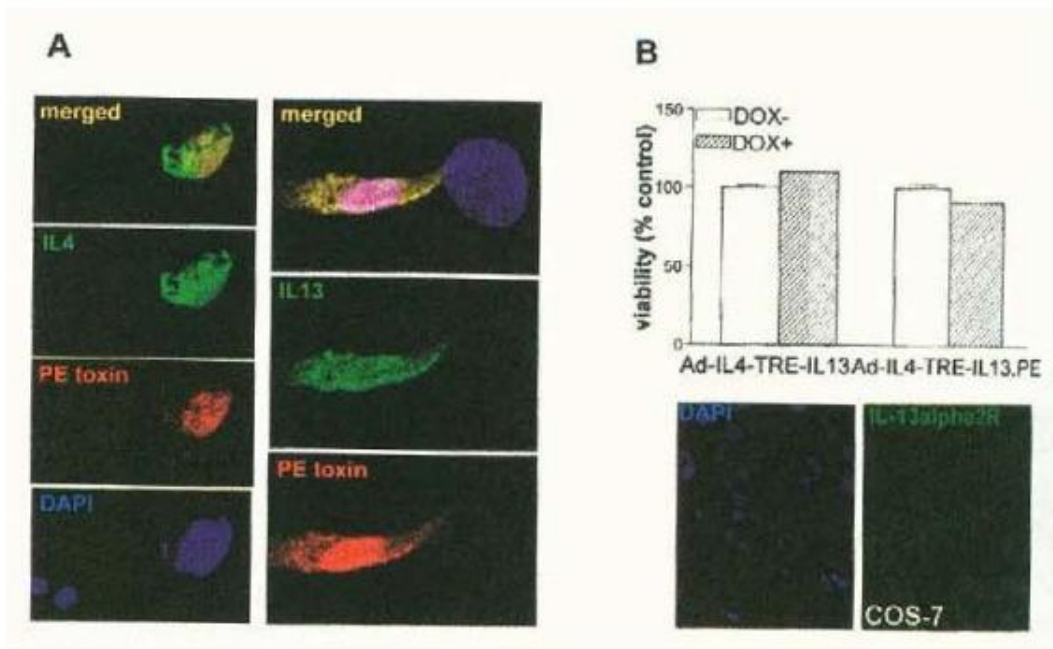 A
merged
IL4
PE toxin
DAPI
merged
IL13
PE toxin
B
150
100
50
0
viability (% control)
DOX-
DOX+
Ad-IL4-TRE-IL13 Ad-IL4-TRE-IL13.PE
DAPI
IL-13alpha2R
COS-7